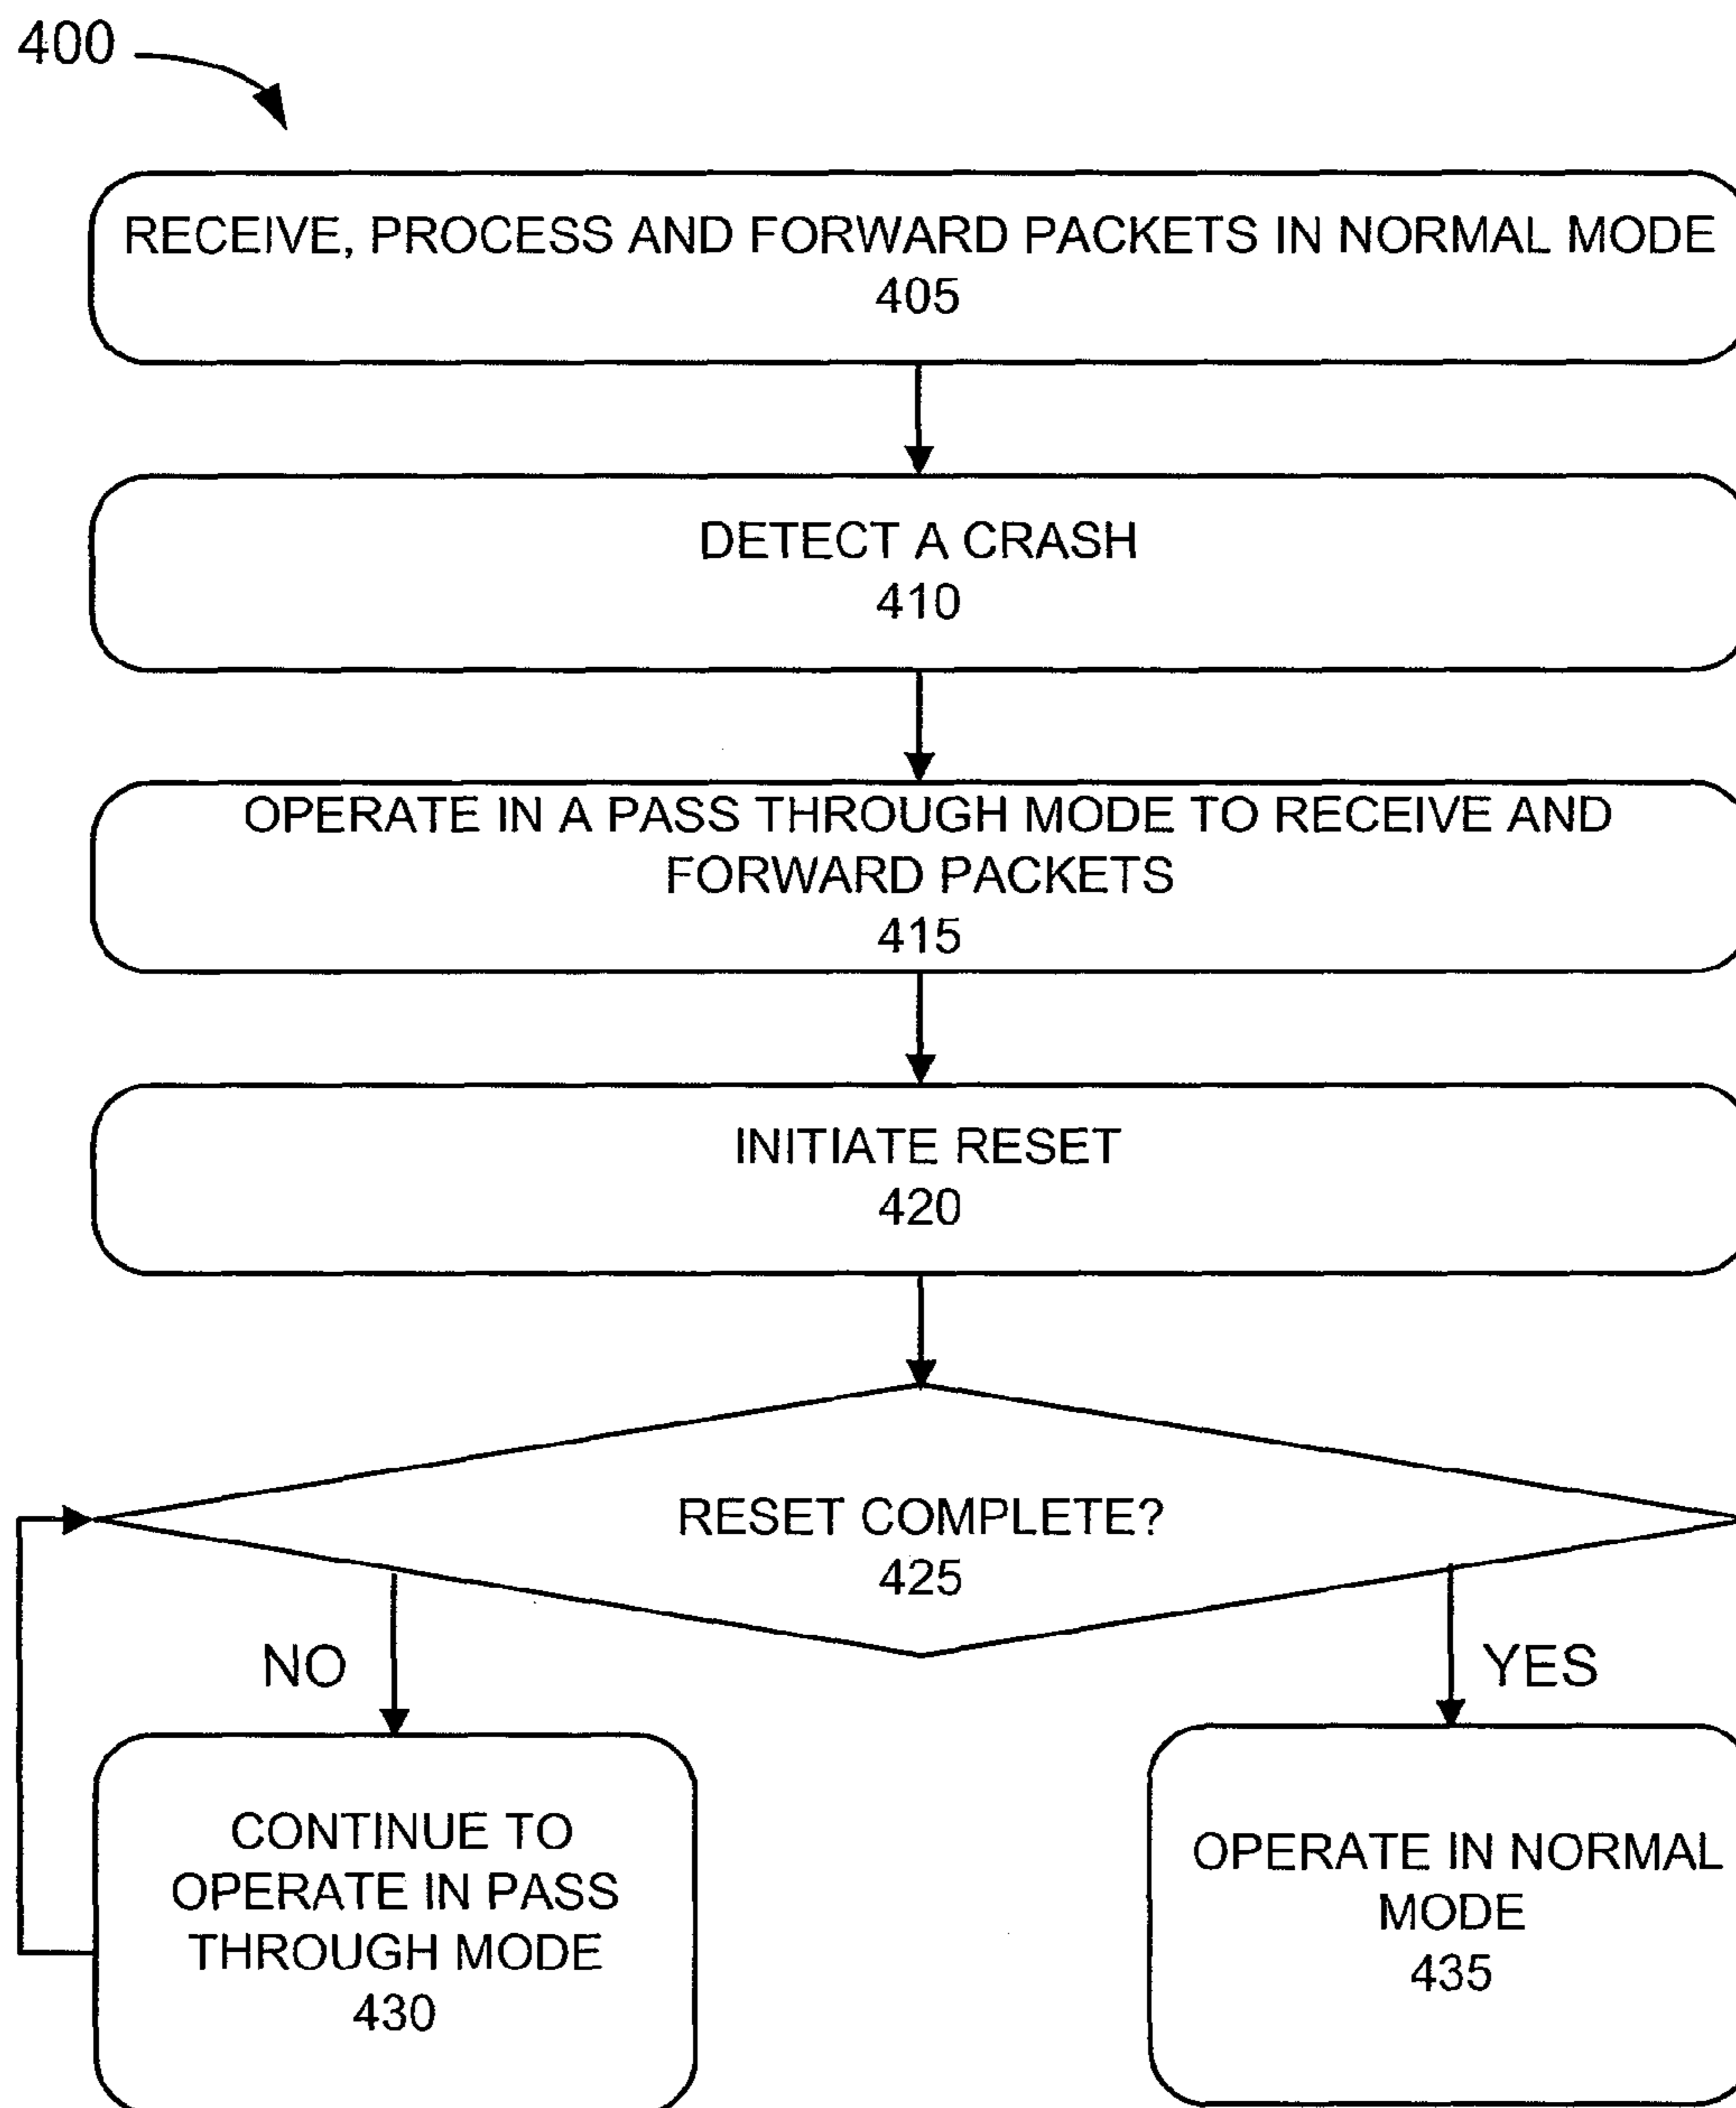 400
RECEIVE, PROCESS AND FORWARD PACKETS IN NORMAL MODE
405
DETECT A CRASH
410
OPERATE IN A PASS THROUGH MODE TO RECEIVE AND
FORWARD PACKETS
415
INITIATE RESET
420
RESET COMPLETE?
425
NO
YES
CONTINUE TO
OPERATE IN PASS
THROUGH MODE
430
OPERATE IN NORMAL
MODE
435